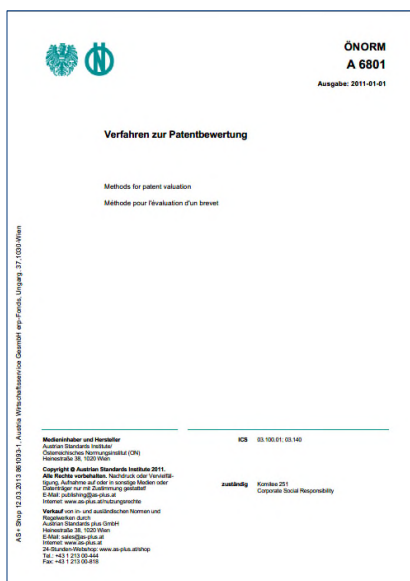 ÖNORM
A 6801
Ausgabe: 2011-01-01
Verfahren zur Patentbewertung
Methods for patent valuation
Méthode pour l'évaluation d'un brevet
AS+ Shop 12.03.2013 861093-1, Austria Wirtschaftsservice GesmbH erp-Fonds, Ungarg. 37,1030-Wien
Medieninhaber und Hersteller
Austrian Standards Institute/
Österreichisches Normungsinstitut (ON)
Heinestraße 38, 1020 Wien
Copyright © Austrian Standards Institute 2011.
Alle Rechte vorbehalten. Nachdruck oder Vervielfäl-
tigung, Aufnahme auf oder in sonstige Medien oder
Datenträger nur mit Zustimmung gestattet!
E-Mail: publishing@as-plus.at
Internet: www.as-plus.at/nutzungsrechte
Verkauf von in- und ausländischen Normen und
Regelwerken durch
Austrian Standards plus GmbH
Heinestraße 38, 1020 Wien
E-Mail: sales@as-plus.at
Internet: www.as-plus.at
24-Stunden-Webshop: www.as-plus.at/shop
Tel.: +43 1 213 00-444
Fax: +43 1 213 00-818
ICS 03.100.01; 03.140
zuständig Komitee 251
Corporate Social Responsibility